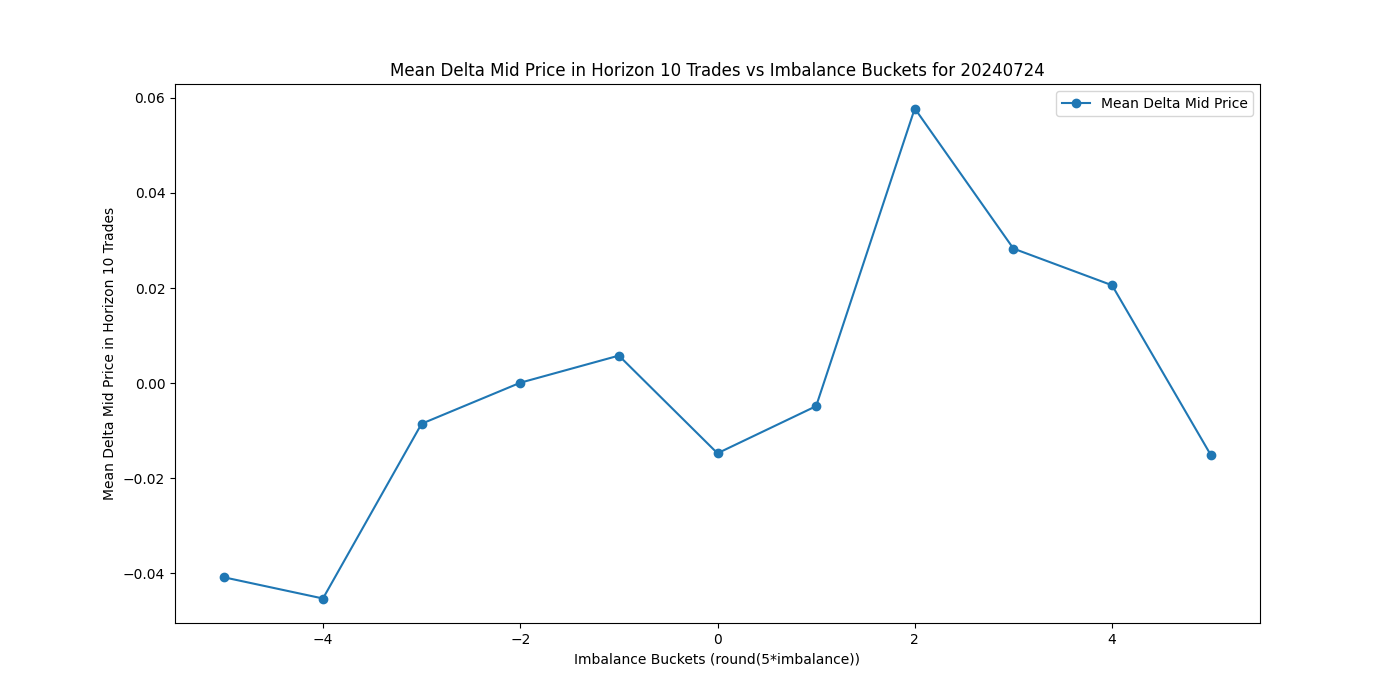 Mean Delta Mid Price in Horizon 10 Trades vs Imbalance Buckets for 20240724
Mean Delta Mid Price
Mean Delta Mid Price in Horizon 10 Trades
0.06
0.04
0.02
0.00
−0.02
−0.04
−4
−2
0
2
4
Imbalance Buckets (round(5*imbalance))